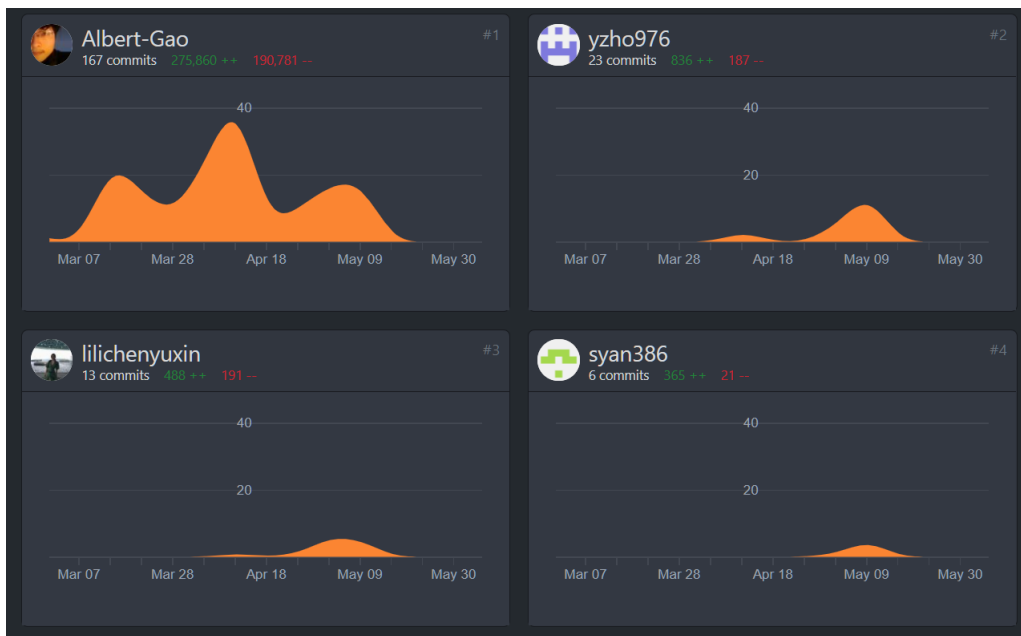 Albert-Gao #1
167 commits 275,860 ++ 190,781 --
40
Mar 07 Mar 28 Apr 18 May 09 May 30
yzho976 #2
23 commits 836 ++ 187 --
40
20
Mar 07 Mar 28 Apr 18 May 09 May 30
lilichenyuxin #3
13 commits 488 ++ 191 --
40
20
Mar 07 Mar 28 Apr 18 May 09 May 30
syan386 #4
6 commits 365 ++ 21 --
40
20
Mar 07 Mar 28 Apr 18 May 09 May 30